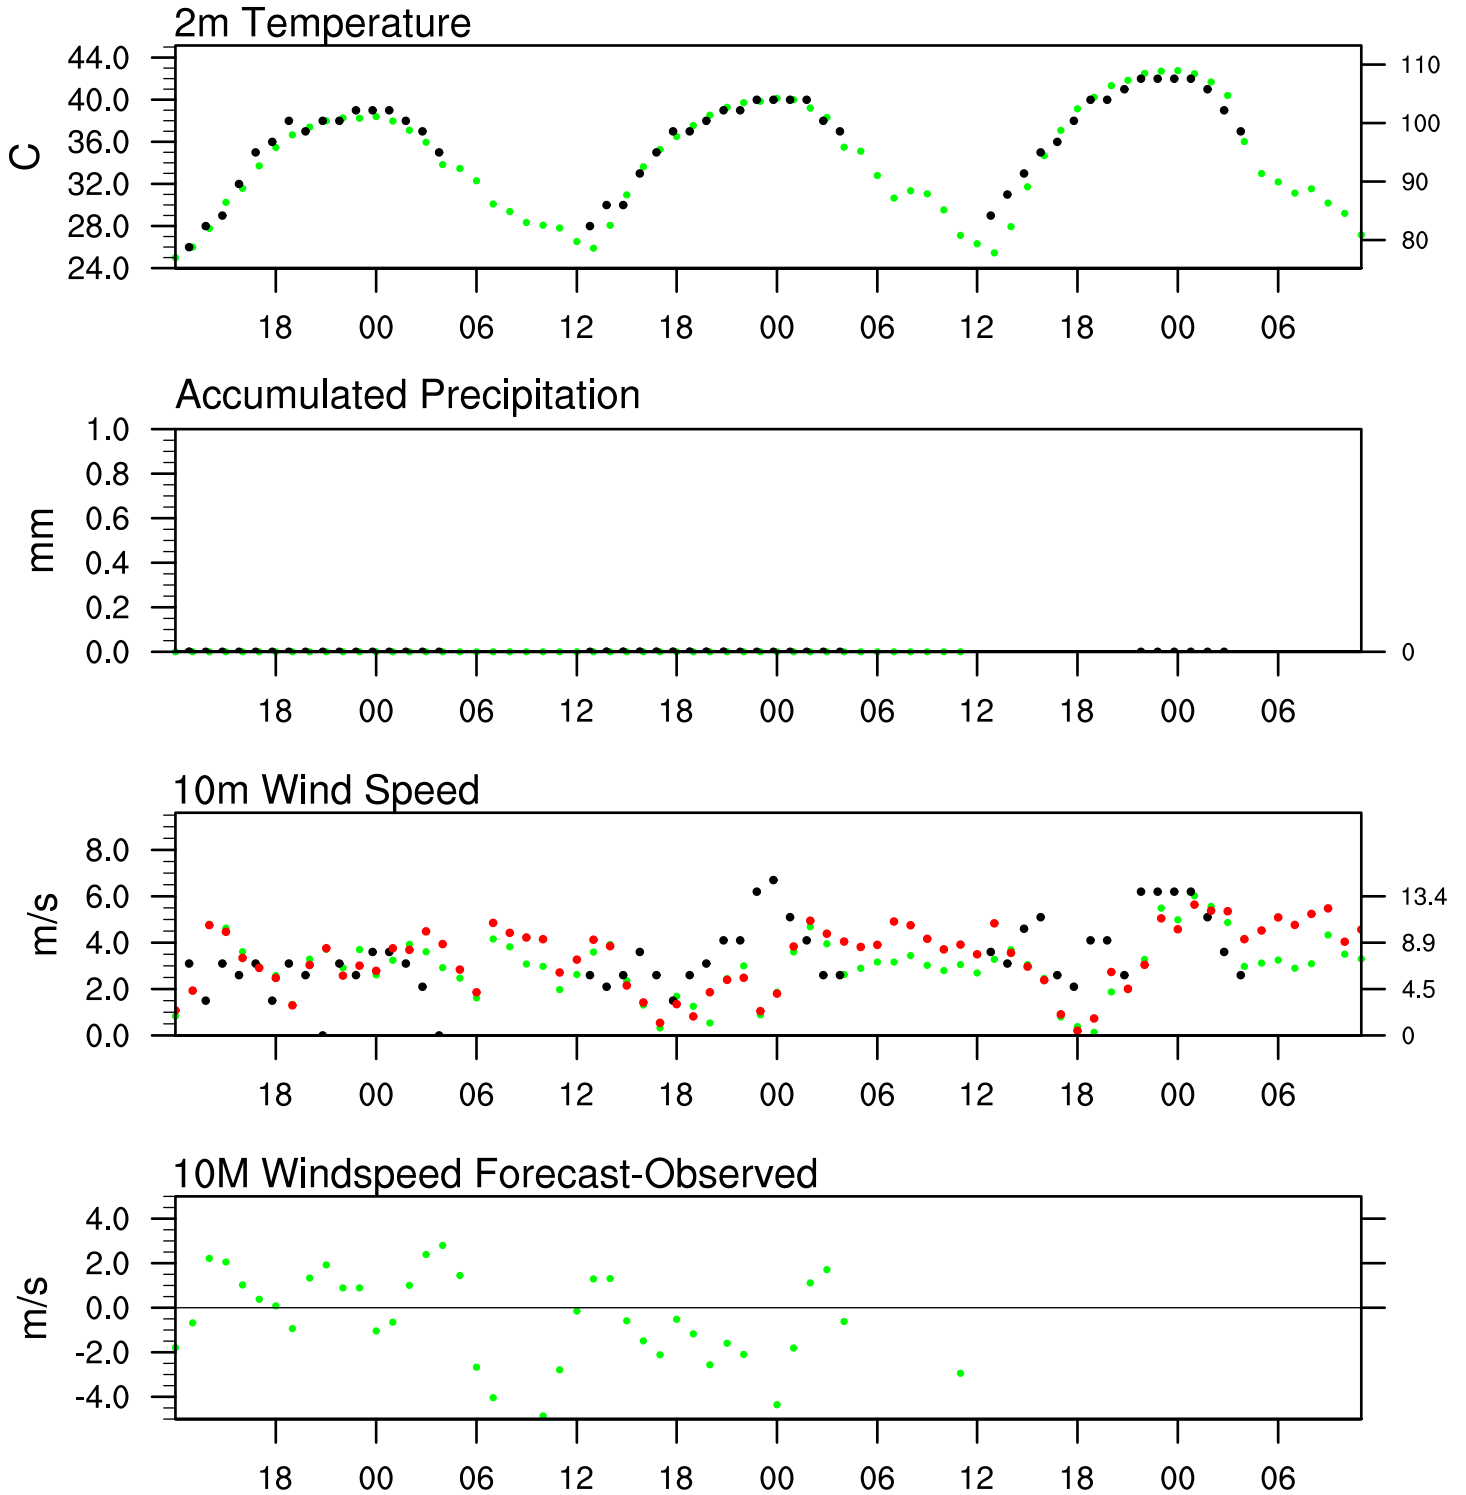 2m Temperature
44.0
40.0
36.0
32.0
28.0
24.0
C
110
100
90
80
18 00 06 12 18 00 06 12 18 00 06
Accumulated Precipitation
1.0
0.8
0.6
0.4
0.2
0.0
mm
0
18 00 06 12 18 00 06 12 18 00 06
10m Wind Speed
8.0
6.0
4.0
2.0
0.0
m/s
13.4
8.9
4.5
0
18 00 06 12 18 00 06 12 18 00 06
10M Windspeed Forecast-Observed
4.0
2.0
0.0
-2.0
-4.0
m/s
18 00 06 12 18 00 06 12 18 00 06